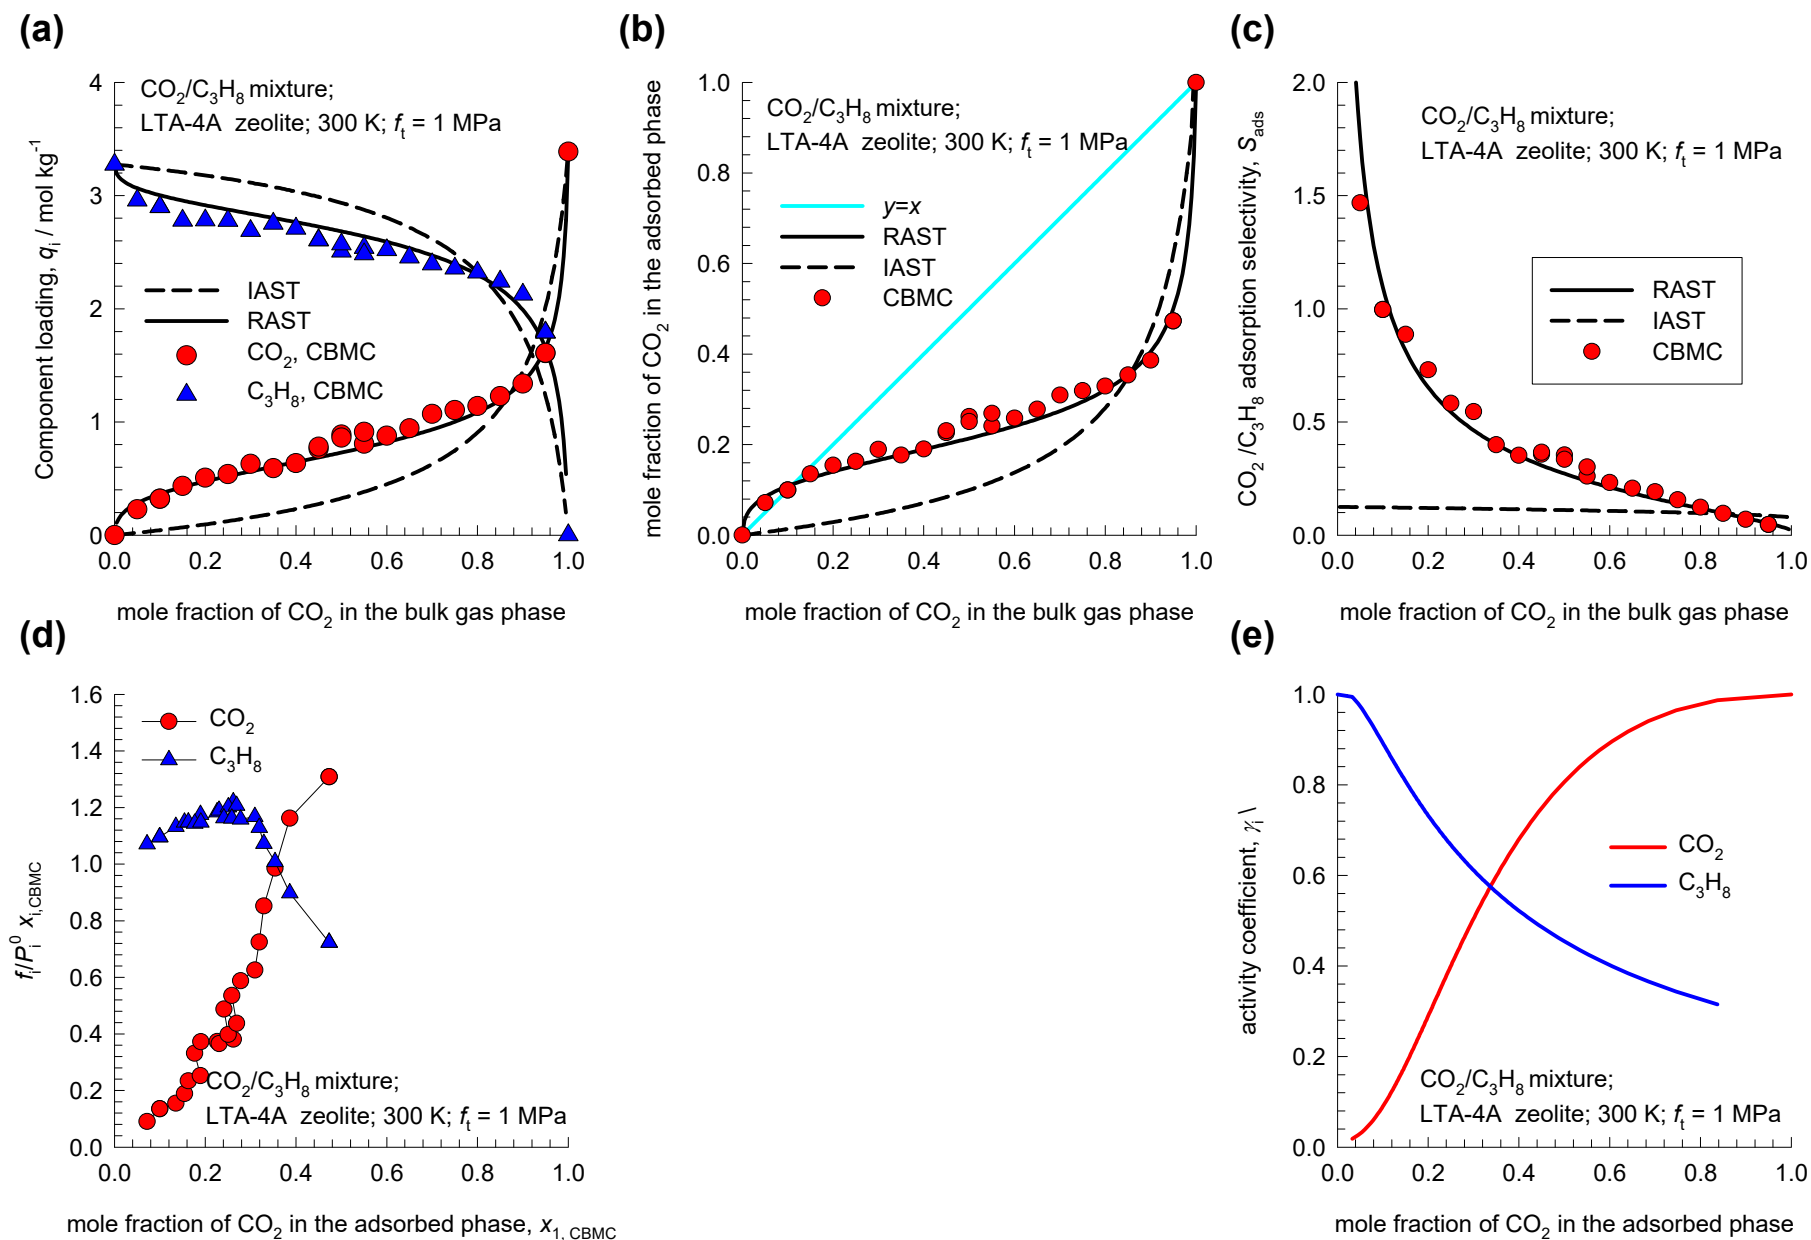 (a)
CO2/C3H8 mixture;
LTA-4A zeolite; 300 K; ft = 1 MPa
IAST
RAST
CO2, CBMC
C3H8, CBMC
Component loading, qi / mol kg-1
4
3
2
1
0
0.0 0.2 0.4 0.6 0.8 1.0
mole fraction of CO2 in the bulk gas phase
(b)
CO2/C3H8 mixture;
LTA-4A zeolite; 300 K; ft = 1 MPa
y=x
RAST
IAST
CBMC
mole fraction of CO2 in the adsorbed phase
1.0
0.8
0.6
0.4
0.2
0.0
0.0 0.2 0.4 0.6 0.8 1.0
mole fraction of CO2 in the bulk gas phase
(c)
CO2/C3H8 mixture;
LTA-4A zeolite; 300 K; ft = 1 MPa
RAST
IAST
CBMC
CO2 /C3H8 adsorption selectivity, Sads
2.0
1.5
1.0
0.5
0.0
0.0 0.2 0.4 0.6 0.8 1.0
mole fraction of CO2 in the bulk gas phase
(d)
CO2
C3H8
fi/Pi0 xi,CBMC
1.6
1.4
1.2
1.0
0.8
0.6
0.4
0.2
0.0
CO2/C3H8 mixture;
LTA-4A zeolite; 300 K; ft = 1 MPa
0.0 0.2 0.4 0.6 0.8 1.0
mole fraction of CO2 in the adsorbed phase, x1, CBMC
(e)
activity coefficient, γi \
1.0
0.8
0.6
0.4
0.2
0.0
CO2
C3H8
CO2/C3H8 mixture;
LTA-4A zeolite; 300 K; ft = 1 MPa
0.0 0.2 0.4 0.6 0.8 1.0
mole fraction of CO2 in the adsorbed phase